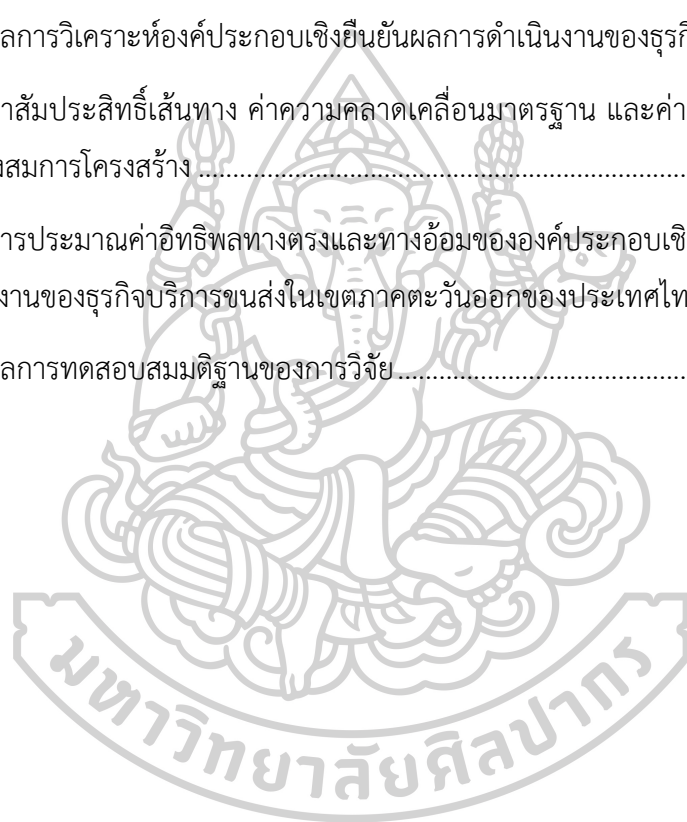 ลการวิเคราะห์องค์ประกอบเชิงยืนยันผลการดำเนินงานของธุรกิ
าสัมประสิทธิ์เส้นทาง ค่าความคลาดเคลื่อนมาตรฐาน และค่า
งสมการโครงสร้าง ................................................................
การประมาณค่าอิทธิพลทางตรงและทางอ้อมขององค์ประกอบเชิ
งานของธุรกิจบริการขนส่งในเขตภาคตะวันออกของประเทศไท
ลการทดสอบสมมติฐานของการวิจัย .....................................
มหาวิทยาลัยศิลปากร